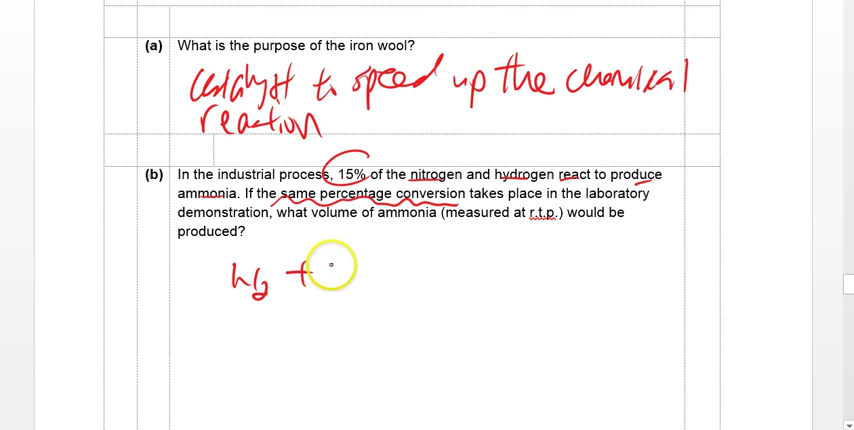 (a) What is the purpose of the iron wool?
catalyst to speed up the chemical
reaction
(b) In the industrial process, 15% of the nitrogen and hydrogen react to produce
ammonia. If the same percentage conversion takes place in the laboratory
demonstration, what volume of ammonia (measured at r.t.p.) would be
produced?
N2 +